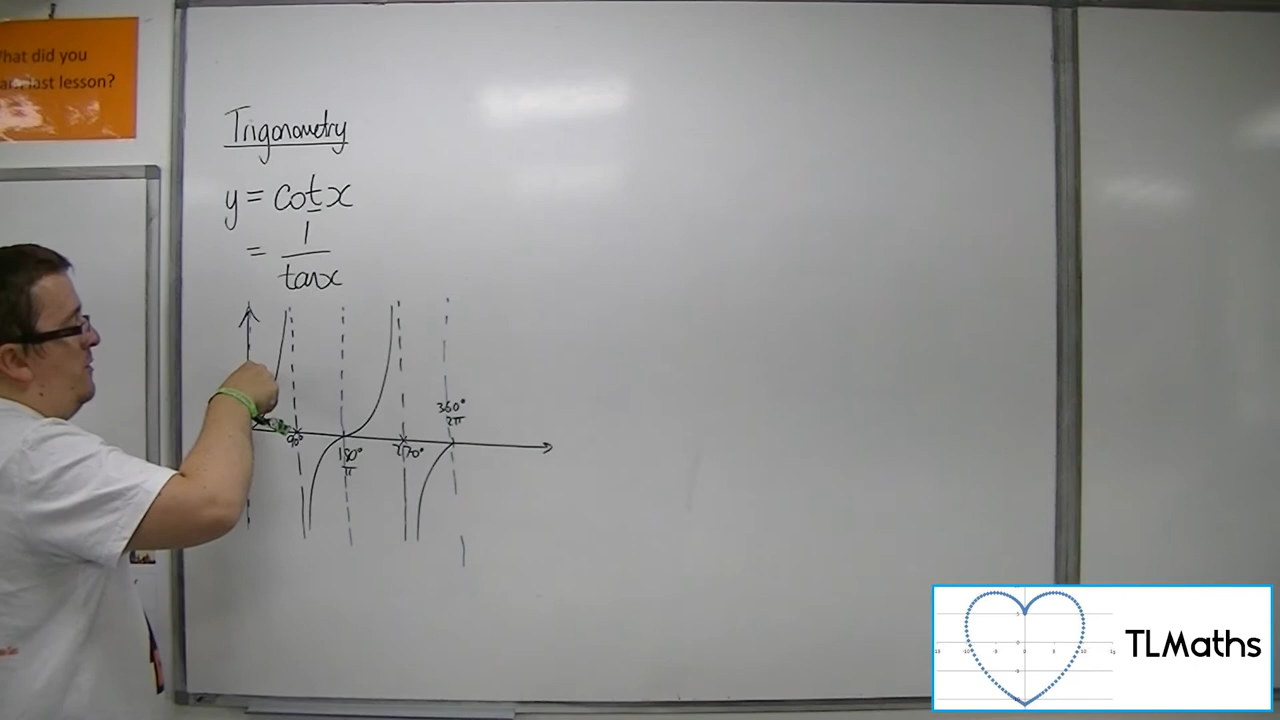 What did you
last lesson?
Trigonometry
y = cot x
= 1
tan x
360°
2π
90°
180°
π
270°
TLMaths